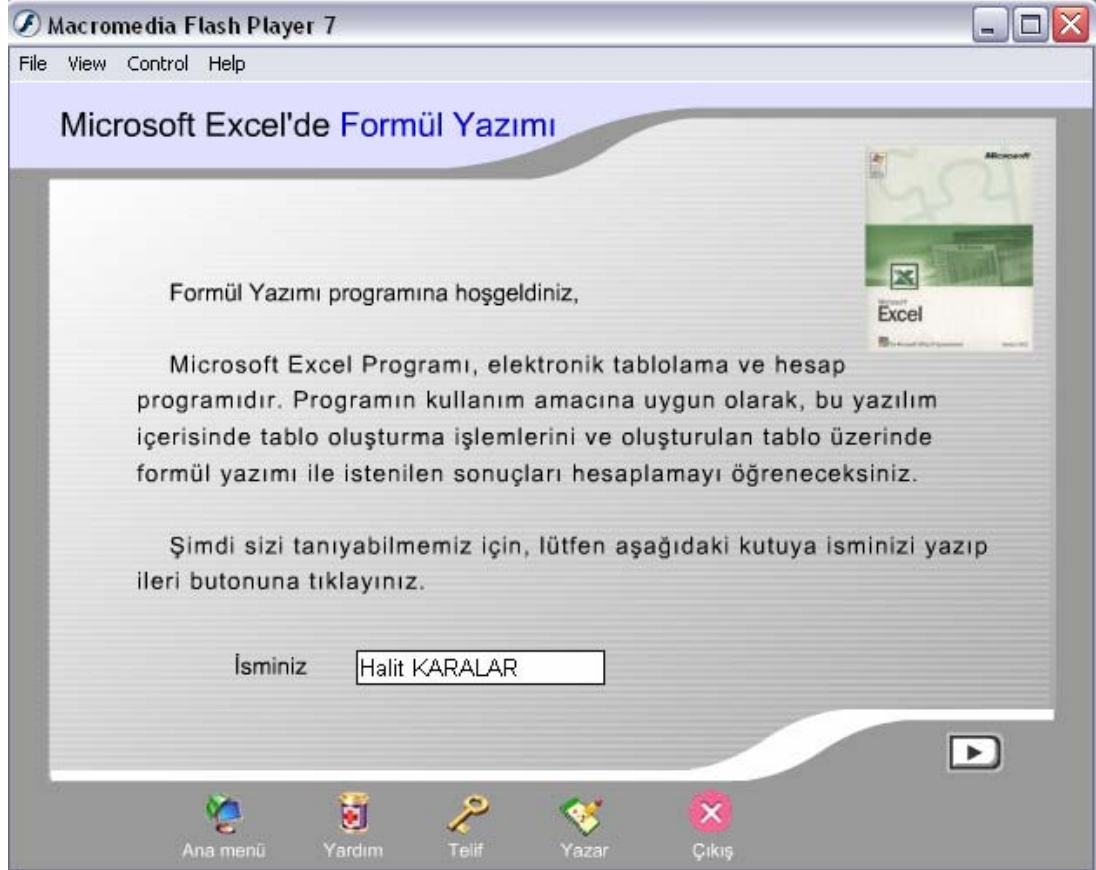 Macromedia Flash Player 7
File View Control Help
Microsoft Excel'de Formül Yazımı
Microsoft
Formül Yazımı programına hoşgeldiniz,
Microsoft
Excel
Microsoft Excel Programı, elektronik tablolama ve hesap
programıdır. Programın kullanım amacına uygun olarak, bu yazılım
içerisinde tablo oluşturma işlemlerini ve oluşturulan tablo üzerinde
formül yazımı ile istenilen sonuçları hesaplamayı öğreneceksiniz.
Şimdi sizi tanıyabilmemiz için, lütfen aşağıdaki kutuya isminizi yazıp
ileri butonuna tıklayınız.
İsminiz Halit KARALAR
Ana menü Yardım Telif Yazar Çıkış